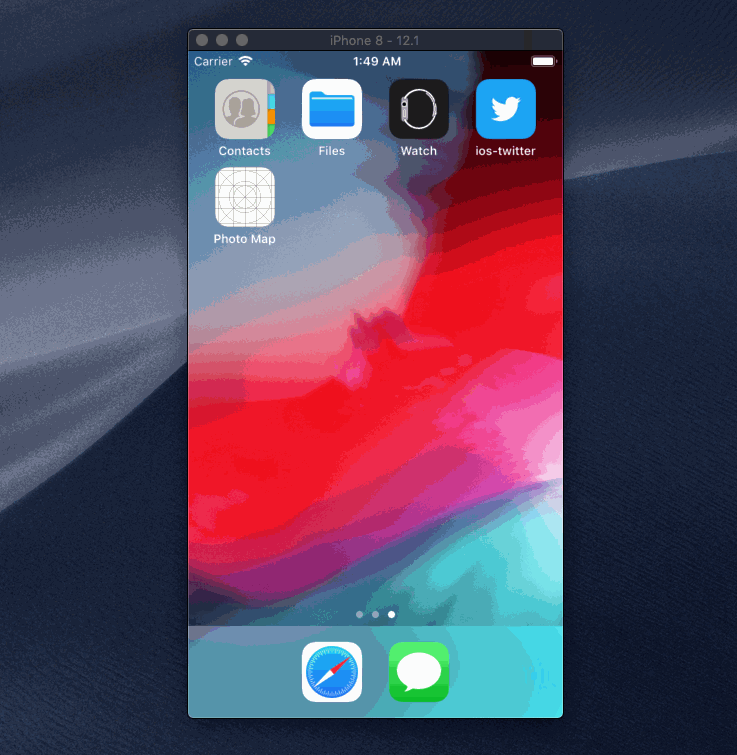 iPhone 8 - 12.1
Carrier
1:49 AM
Contacts
Files
Watch
ios-twitter
Photo Map